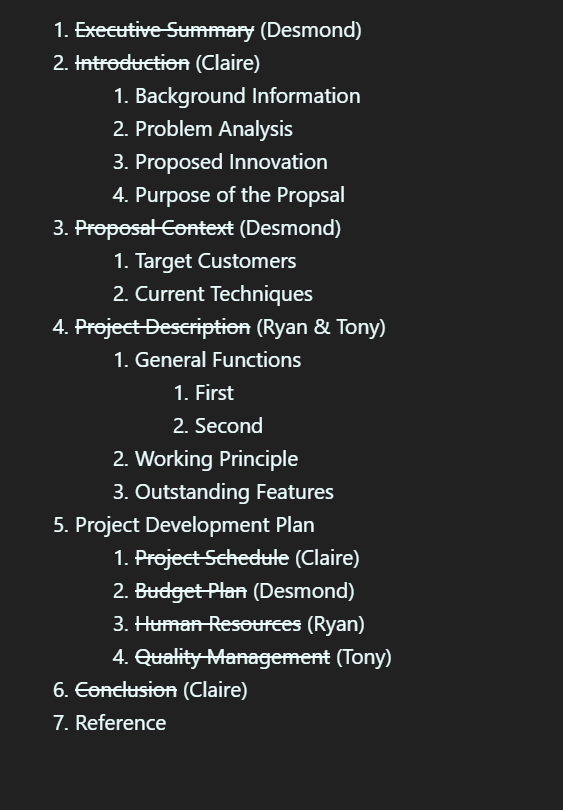 1. Executive Summary (Desmond)
2. Introduction (Claire)
1. Background Information
2. Problem Analysis
3. Proposed Innovation
4. Purpose of the Propsal
3. Proposal Context (Desmond)
1. Target Customers
2. Current Techniques
4. Project Description (Ryan & Tony)
1. General Functions
1. First
2. Second
2. Working Principle
3. Outstanding Features
5. Project Development Plan
1. Project Schedule (Claire)
2. Budget Plan (Desmond)
3. Human Resources (Ryan)
4. Quality Management (Tony)
6. Conclusion (Claire)
7. Reference